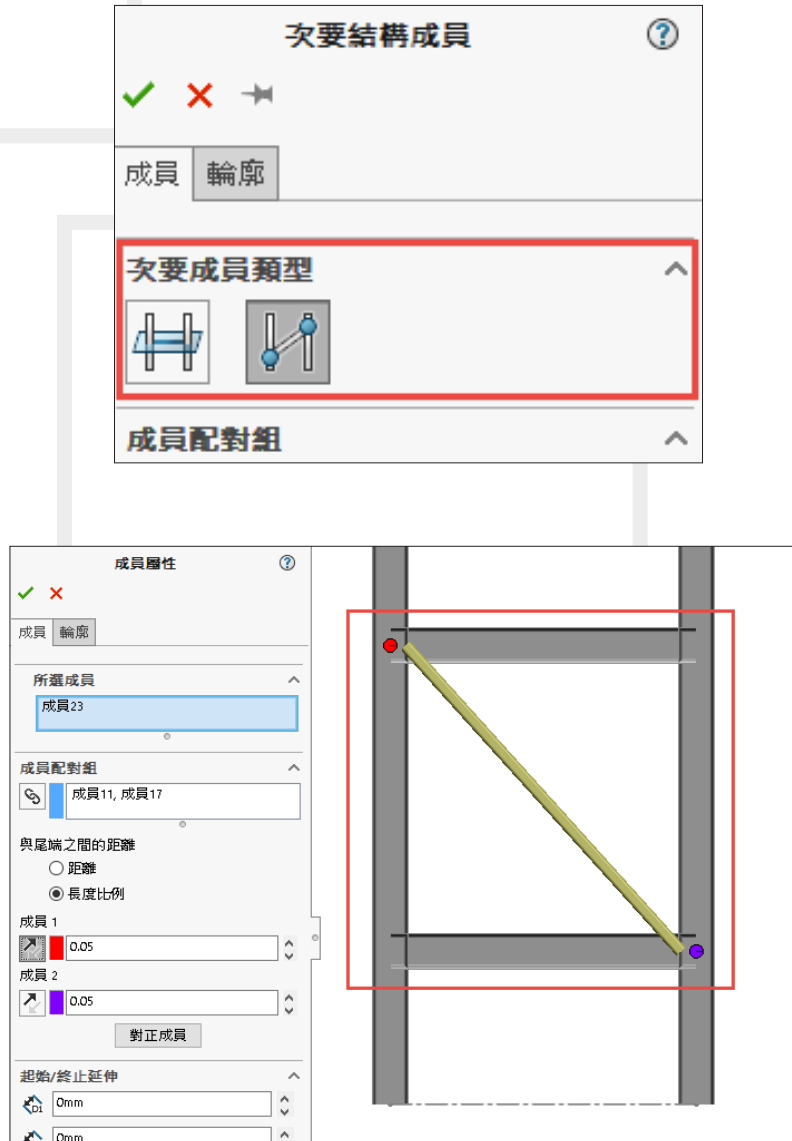 次要結構成員
成員 輪廓
次要成員類型
成員配對組
成員屬性
成員 輪廓
所選成員
成員23
成員配對組
成員11, 成員17
與尾端之間的距離
距離
長度比例
成員 1
0.05
成員 2
0.05
對正成員
起始/終止延伸
D1 0mm
0mm